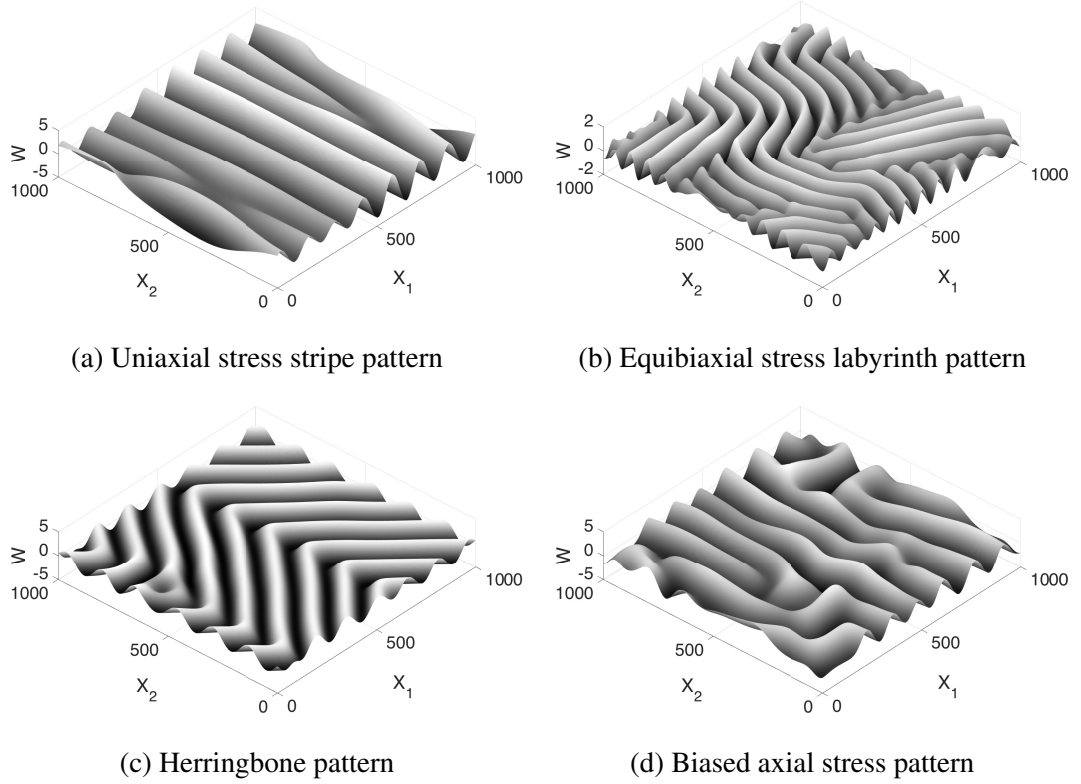 5
0
-5
W
1000
500
0
X2
0
500
1000
X1
(a) Uniaxial stress stripe pattern
2
0
-2
W
1000
500
0
X2
0
500
1000
X1
(b) Equibiaxial stress labyrinth pattern
5
0
-5
W
1000
500
0
X2
0
500
1000
X1
(c) Herringbone pattern
5
0
-5
W
1000
500
0
X2
0
500
1000
X1
(d) Biased axial stress pattern